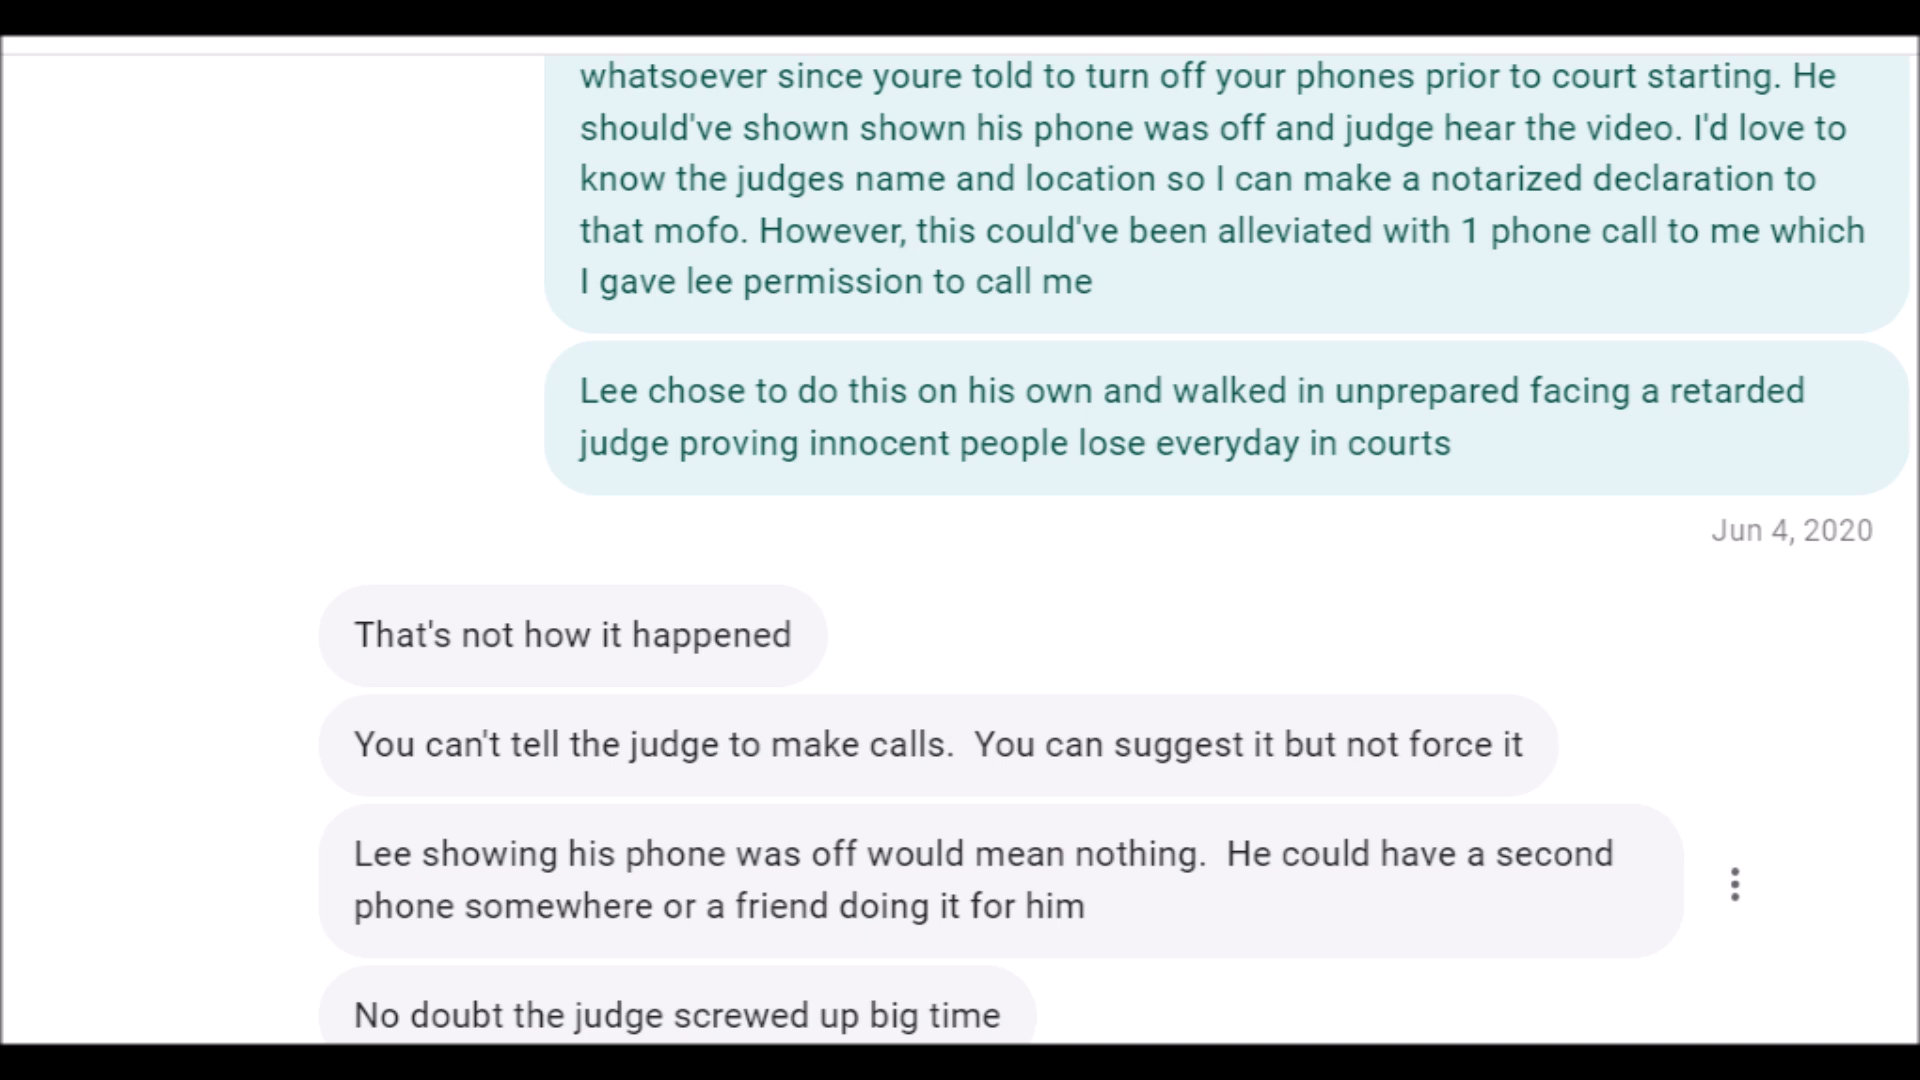 whatsoever since youre told to turn off your phones prior to court starting. He
should've shown shown his phone was off and judge hear the video. I'd love to
know the judges name and location so I can make a notarized declaration to
that mofo. However, this could've been alleviated with 1 phone call to me which
I gave lee permission to call me
Lee chose to do this on his own and walked in unprepared facing a retarded
judge proving innocent people lose everyday in courts
Jun 4, 2020
That's not how it happened
You can't tell the judge to make calls.  You can suggest it but not force it
Lee showing his phone was off would mean nothing.  He could have a second
phone somewhere or a friend doing it for him
No doubt the judge screwed up big time